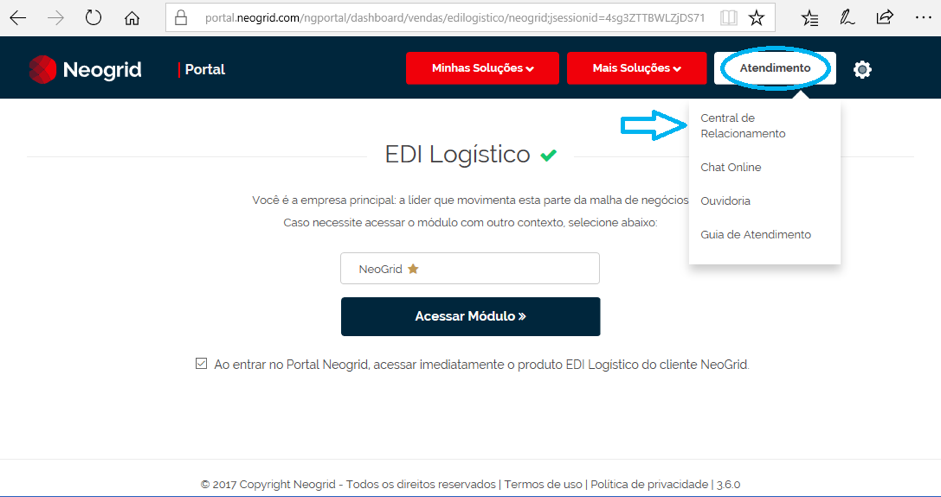 portal.neogrid.com/ngportal/dashboard/vendas/edilogistico/neogrid;jsessionid=4sg3ZTTBWLZjDS71
Neogrid | Portal
Minhas Soluções
Mais Soluções
Atendimento
Central de
Relacionamento
Chat Online
Ouvidoria
Guia de Atendimento
EDI Logístico
Você é a empresa principal: a líder que movimenta esta parte da malha de negócios
Caso necessite acessar o módulo com outro contexto, selecione abaixo:
NeoGrid
Acessar Módulo »
Ao entrar no Portal Neogrid, acessar imediatamente o produto EDI Logístico do cliente NeoGrid.
© 2017 Copyright Neogrid - Todos os direitos reservados | Termos de uso | Política de privacidade | 3.6.0